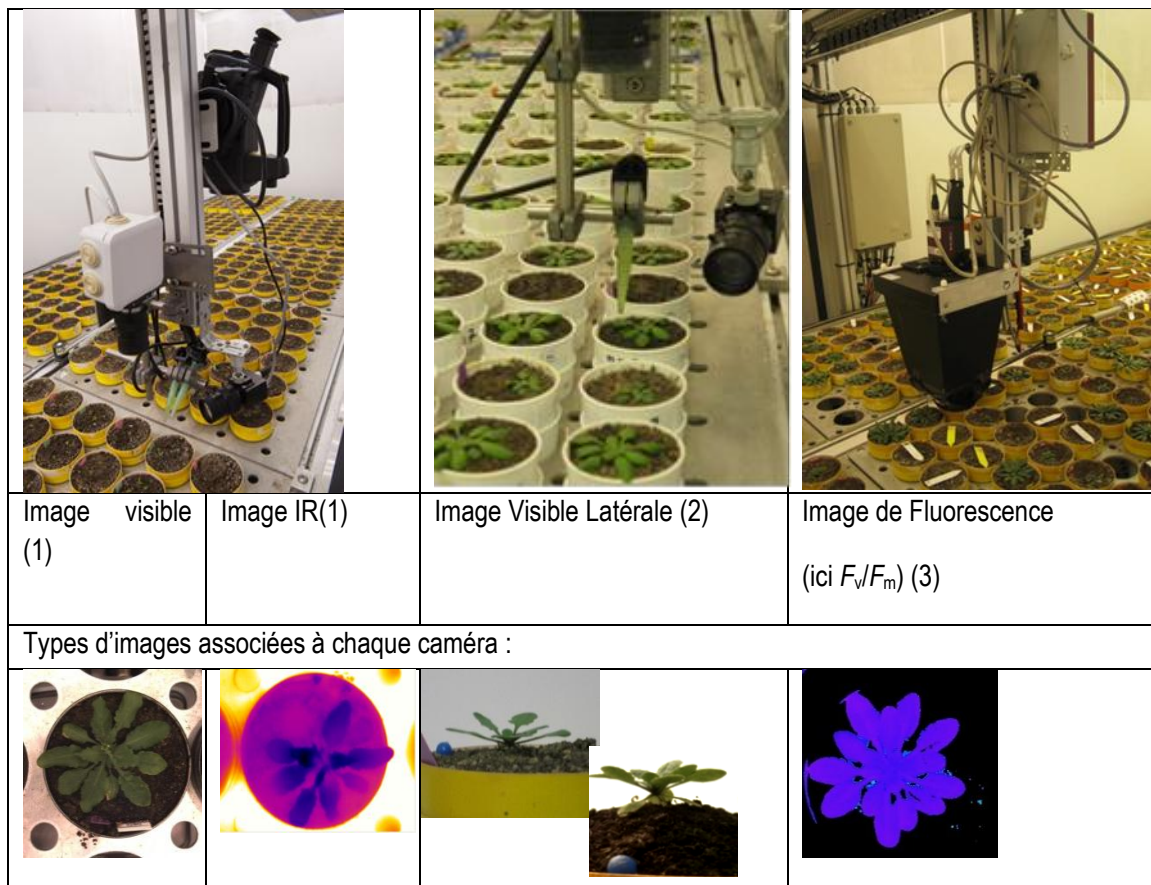 Image visible
(1)
Image IR(1)
Image Visible Latérale (2)
Image de Fluorescence
(ici Fv/Fm) (3)
Types d’images associées à chaque caméra :